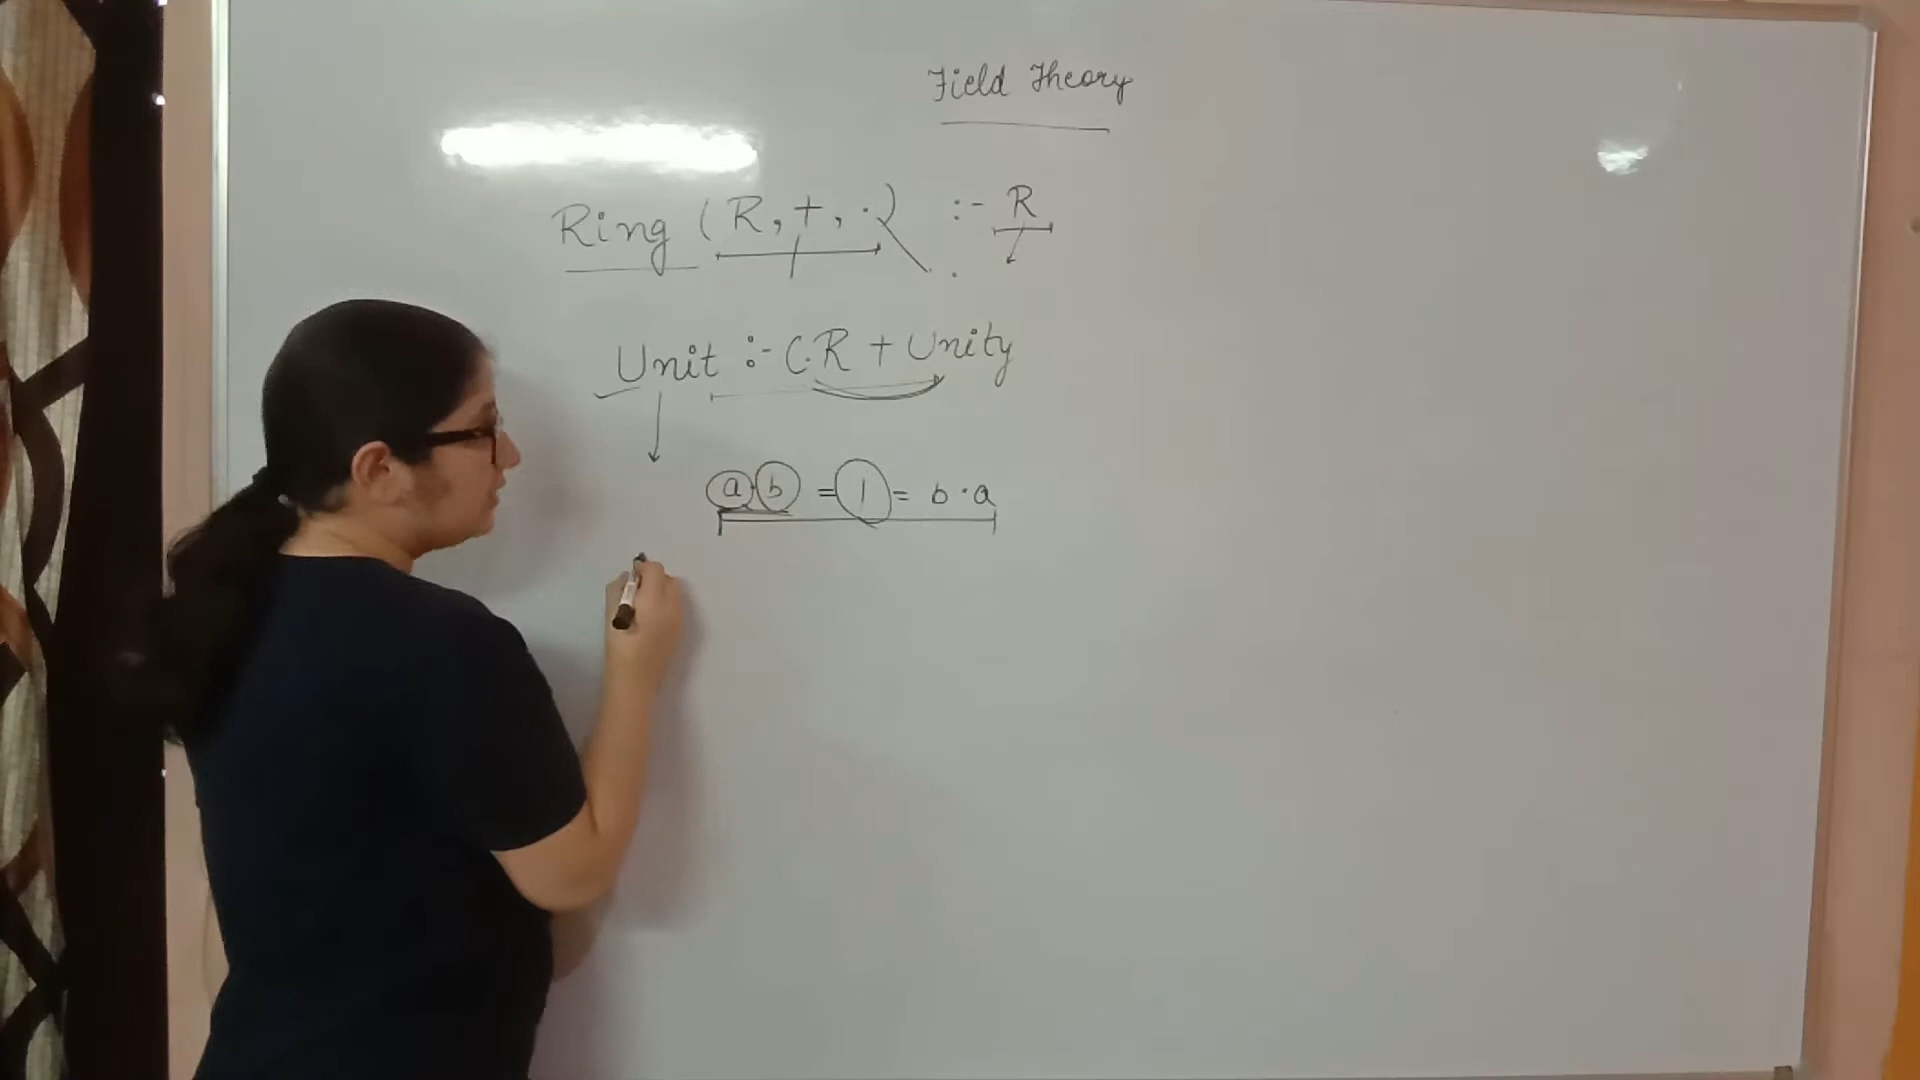 Field Theory
Ring (R, +, ·) :- R
Unit :- C.R + Unity
a·b = 1 = b·a